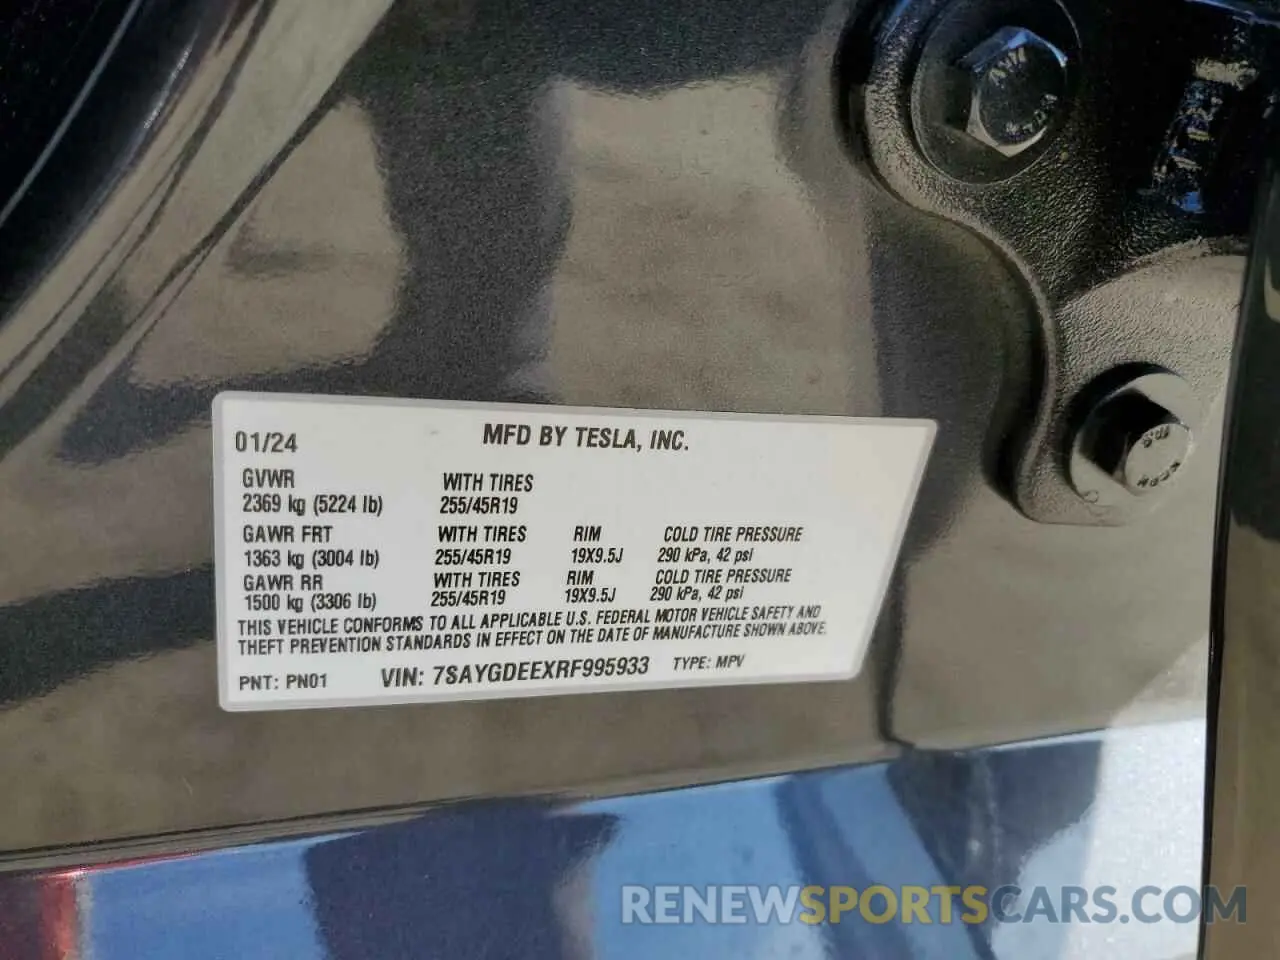 01/24 MFD BY TESLA, INC.
GVWR WITH TIRES
2369 kg (5224 lb) 255/45R19
GAWR FRT WITH TIRES RIM COLD TIRE PRESSURE
1363 kg (3004 lb) 255/45R19 19X9.5J 290 kPa, 42 psi
GAWR RR WITH TIRES RIM COLD TIRE PRESSURE
1500 kg (3306 lb) 255/45R19 19X9.5J 290 kPa, 42 psi
THIS VEHICLE CONFORMS TO ALL APPLICABLE U.S. FEDERAL MOTOR VEHICLE SAFETY AND
THEFT PREVENTION STANDARDS IN EFFECT ON THE DATE OF MANUFACTURE SHOWN ABOVE.
PNT: PN01 VIN: 7SAYGDEEXRF995933 TYPE: MPV
RENEWSPORTSCARS.COM